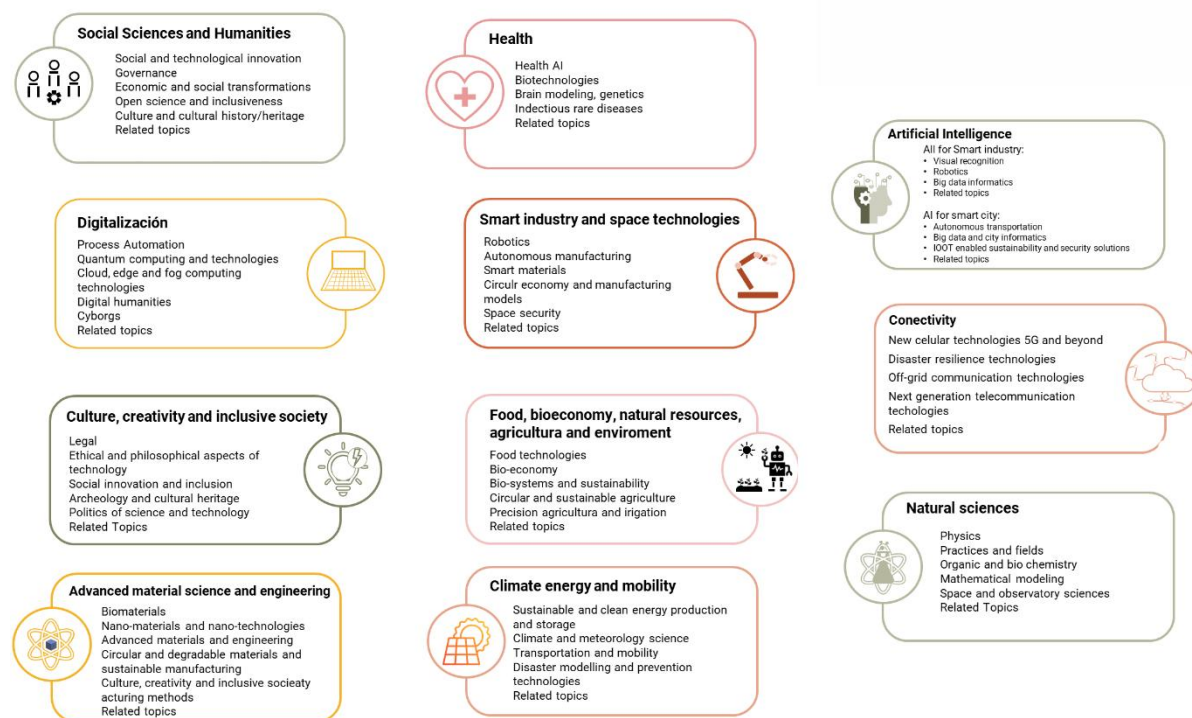 Social Sciences and Humanities
Social and technological innovation
Governance
Economic and social transformations
Open science and inclusiveness
Culture and cultural history/heritage
Related topics
Digitalización
Process Automation
Quantum computing and technologies
Cloud, edge and fog computing
technologies
Digital humanities
Cyborgs
Related topics
Culture, creativity and inclusive society
Legal
Ethical and philosophical aspects of
technology
Social innovation and inclusion
Archeology and cultural heritage
Politics of science and technology
Related Topics
Advanced material science and engineering
Biomaterials
Nano-materials and nano-technologies
Advanced materials and engineering
Circular and degradable materials and
sustainable manufacturing
Culture, creativity and inclusive socieaty
acturing methods
Related topics
Health
Health AI
Biotechnologies
Brain modeling, genetics
Indectious rare diseases
Related topics
Smart industry and space technologies
Robotics
Autonomous manufacturing
Smart materials
Circulr economy and manufacturing
models
Space security
Related topics
Food, bioeconomy, natural resources,
agricultura and enviroment
Food technologies
Bio-economy
Bio-systems and sustainability
Circular and sustainable agriculture
Precision agricultura and irigation
Related topics
Climate energy and mobility
Sustainable and clean energy production
and storage
Climate and meteorology science
Transportation and mobility
Disaster modelling and prevention
technologies
Related topics
Artificial Intelligence
All for Smart industry:
• Visual recognition
• Robotics
• Big data informatics
• Related topics
AI for smart city:
• Autonomous transportation
• Big data and city informatics
• IOOT enabled sustainability and security solutions
• Related topics
Conectivity
New celular technologies 5G and beyond
Disaster resilience technologies
Off-grid communication technologies
Next generation telecommunication
techologies
Related topics
Natural sciences
Physics
Practices and fields
Organic and bio chemistry
Mathematical modeling
Space and observatory sciences
Related Topics